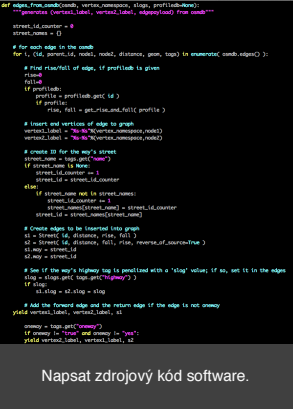 def edges_from_osmdb(osmdb, vertex_namespace, slogs, profiledb=None):
"""generates (vertex1_label, vertex2_label, edgepayload) from osmdb"""
street_id_counter = 0
street_names = {}
# for each edge in the osmdb
for i, (id, parent_id, node1, node2, distance, geom, tags) in enumerate( osmdb.edges() ):
# Find rise/fall of edge, if profiledb is given
rise=0
fall=0
if profiledb:
profile = profiledb.get( id )
if profile:
rise, fall = get_rise_and_fall( profile )
# insert end vertices of edge to graph
vertex1_label = "%s-%s"%(vertex_namespace,node1)
vertex2_label = "%s-%s"%(vertex_namespace,node2)
# create ID for the way's street
street_name = tags.get("name")
if street_name is None:
street_id_counter += 1
street_id = street_id_counter
else:
if street_name not in street_names:
street_id_counter += 1
street_names[street_name] = street_id_counter
street_id = street_names[street_name]
# Create edges to be inserted into graph
s1 = Street( id, distance, rise, fall )
s2 = Street( id, distance, fall, rise, reverse_of_source=True )
s1.way = street_id
s2.way = street_id
# See if the way's highway tag is penalized with a 'slog' value; if so, set it in the edges
slog = slogs.get( tags.get("highway") )
if slog:
s1.slog = s2.slog = slog
# Add the forward edge and the return edge if the edge is not oneway
yield vertex1_label, vertex2_label, s1
oneway = tags.get("oneway")
if oneway != "true" and oneway != "yes":
yield vertex2_label, vertex1_label, s2
Napsat zdrojový kód software.